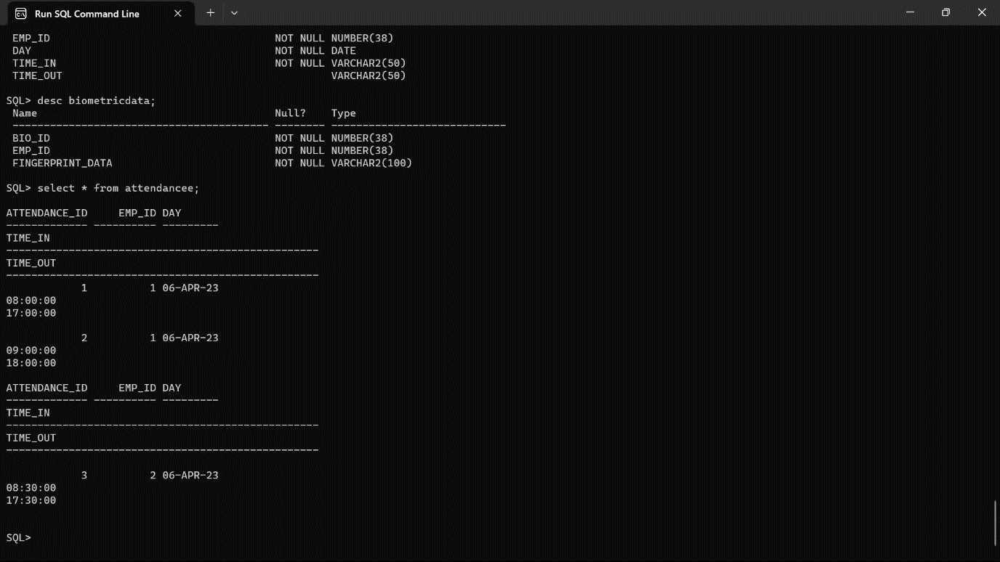 Run SQL Command Line
EMP_ID NOT NULL NUMBER(38)
DAY NOT NULL DATE
TIME_IN NOT NULL VARCHAR2(50)
TIME_OUT VARCHAR2(50)
SQL> desc biometricdata;
Name Null? Type
----------------------------------------- -------- ----------------------------
BIO_ID NOT NULL NUMBER(38)
EMP_ID NOT NULL NUMBER(38)
FINGERPRINT_DATA NOT NULL VARCHAR2(100)
SQL> select * from attendancee;
ATTENDANCE_ID EMP_ID DAY
------------- ---------- ---------
TIME_IN
--------------------------------------------------
TIME_OUT
--------------------------------------------------
1 1 06-APR-23
08:00:00
17:00:00
2 1 06-APR-23
09:00:00
18:00:00
ATTENDANCE_ID EMP_ID DAY
------------- ---------- ---------
TIME_IN
--------------------------------------------------
TIME_OUT
--------------------------------------------------
3 2 06-APR-23
08:30:00
17:30:00
SQL>